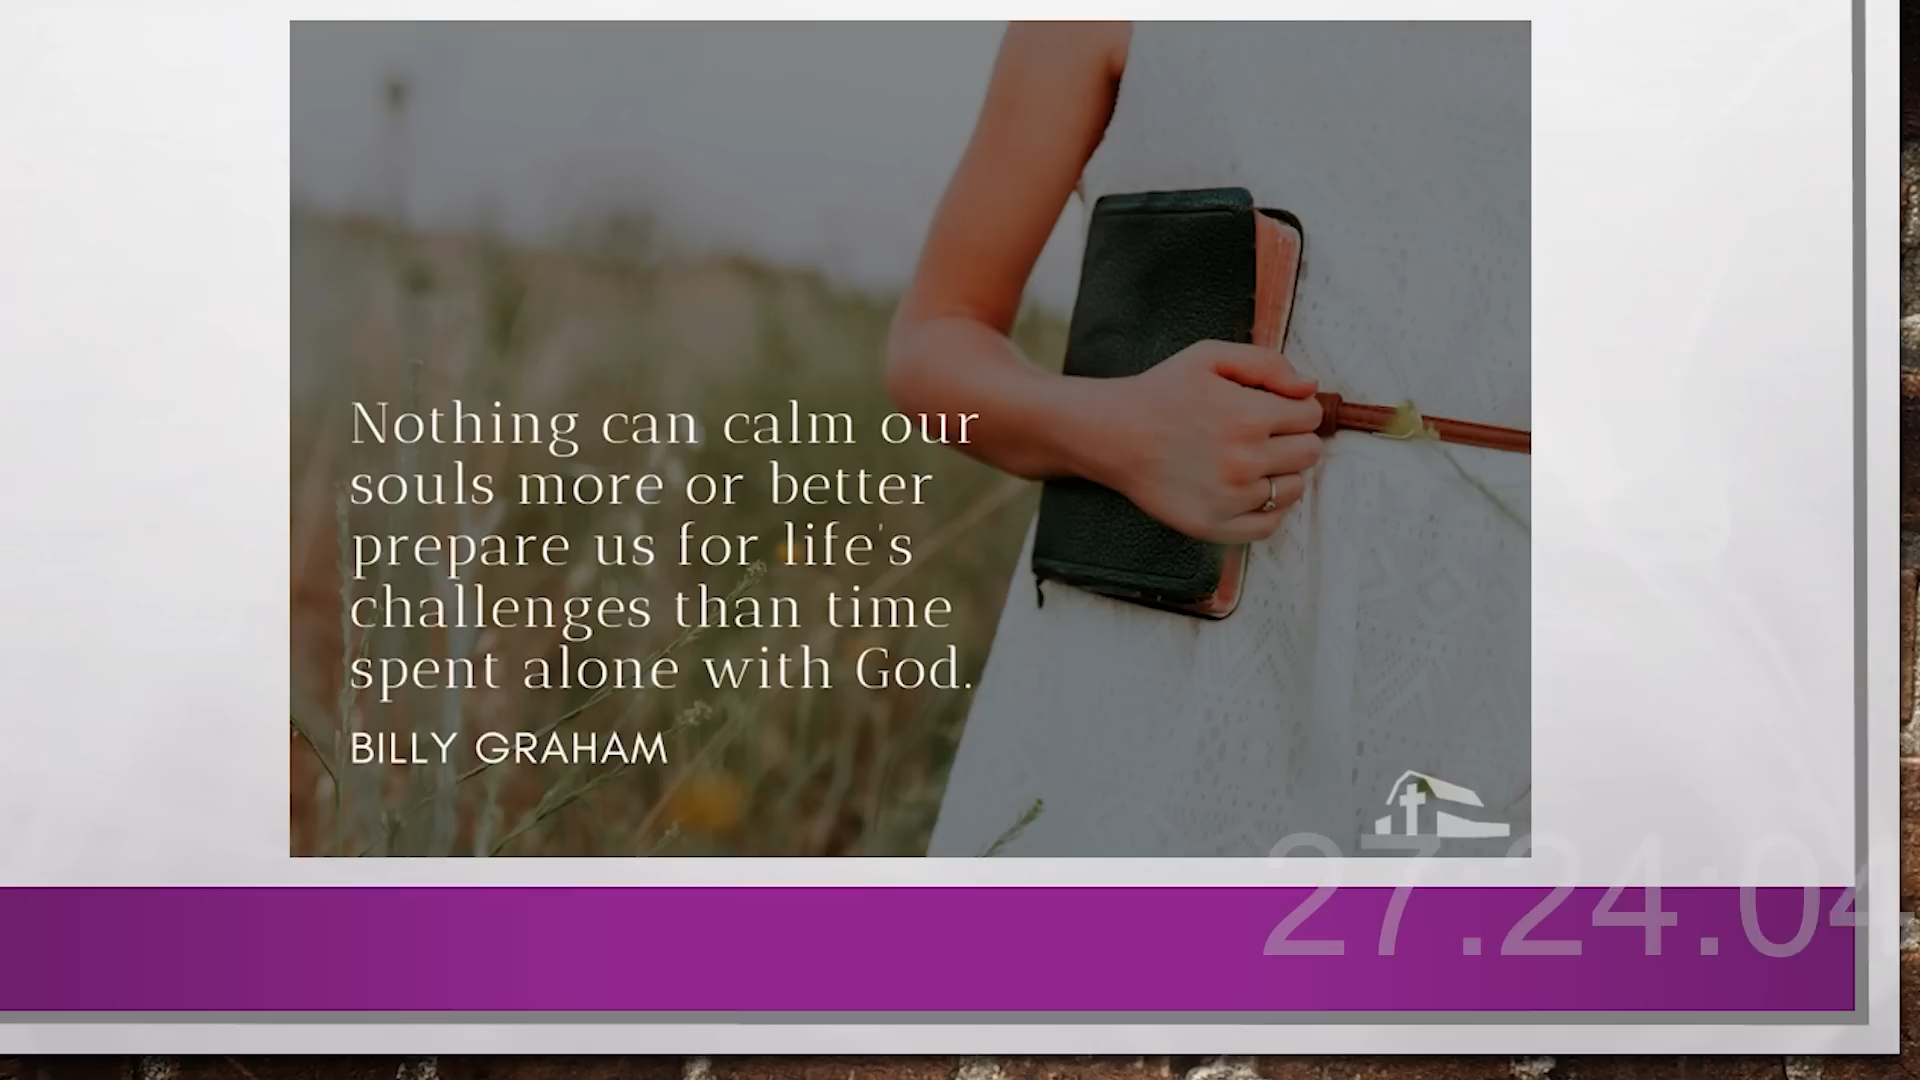 Nothing can calm our
souls more or better
prepare us for life's
challenges than time
spent alone with God.
BILLY GRAHAM
27:24:04